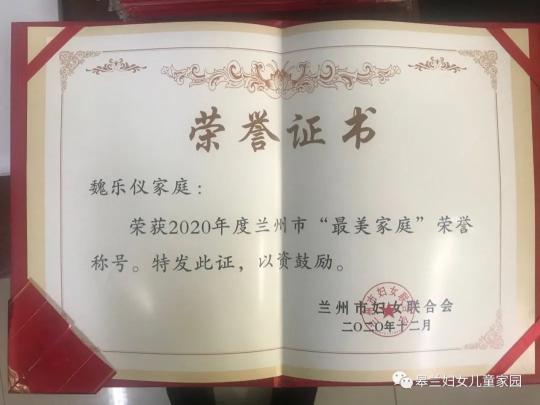 荣誉证书
魏乐仪家庭：
荣获2020年度兰州市“最美家庭”荣誉
称号。特发此证，以资鼓励。
兰州市妇女联合会
二〇二〇年十二月
皋兰妇女儿童家园